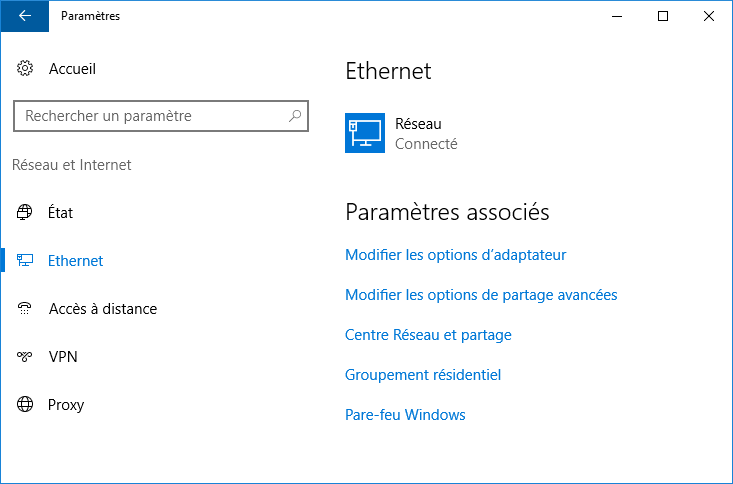 Paramètres
Accueil
Rechercher un paramètre
Réseau et Internet
État
Ethernet
Accès à distance
VPN
Proxy
Ethernet
Réseau
Connecté
Paramètres associés
Modifier les options d’adaptateur
Modifier les options de partage avancées
Centre Réseau et partage
Groupement résidentiel
Pare-feu Windows